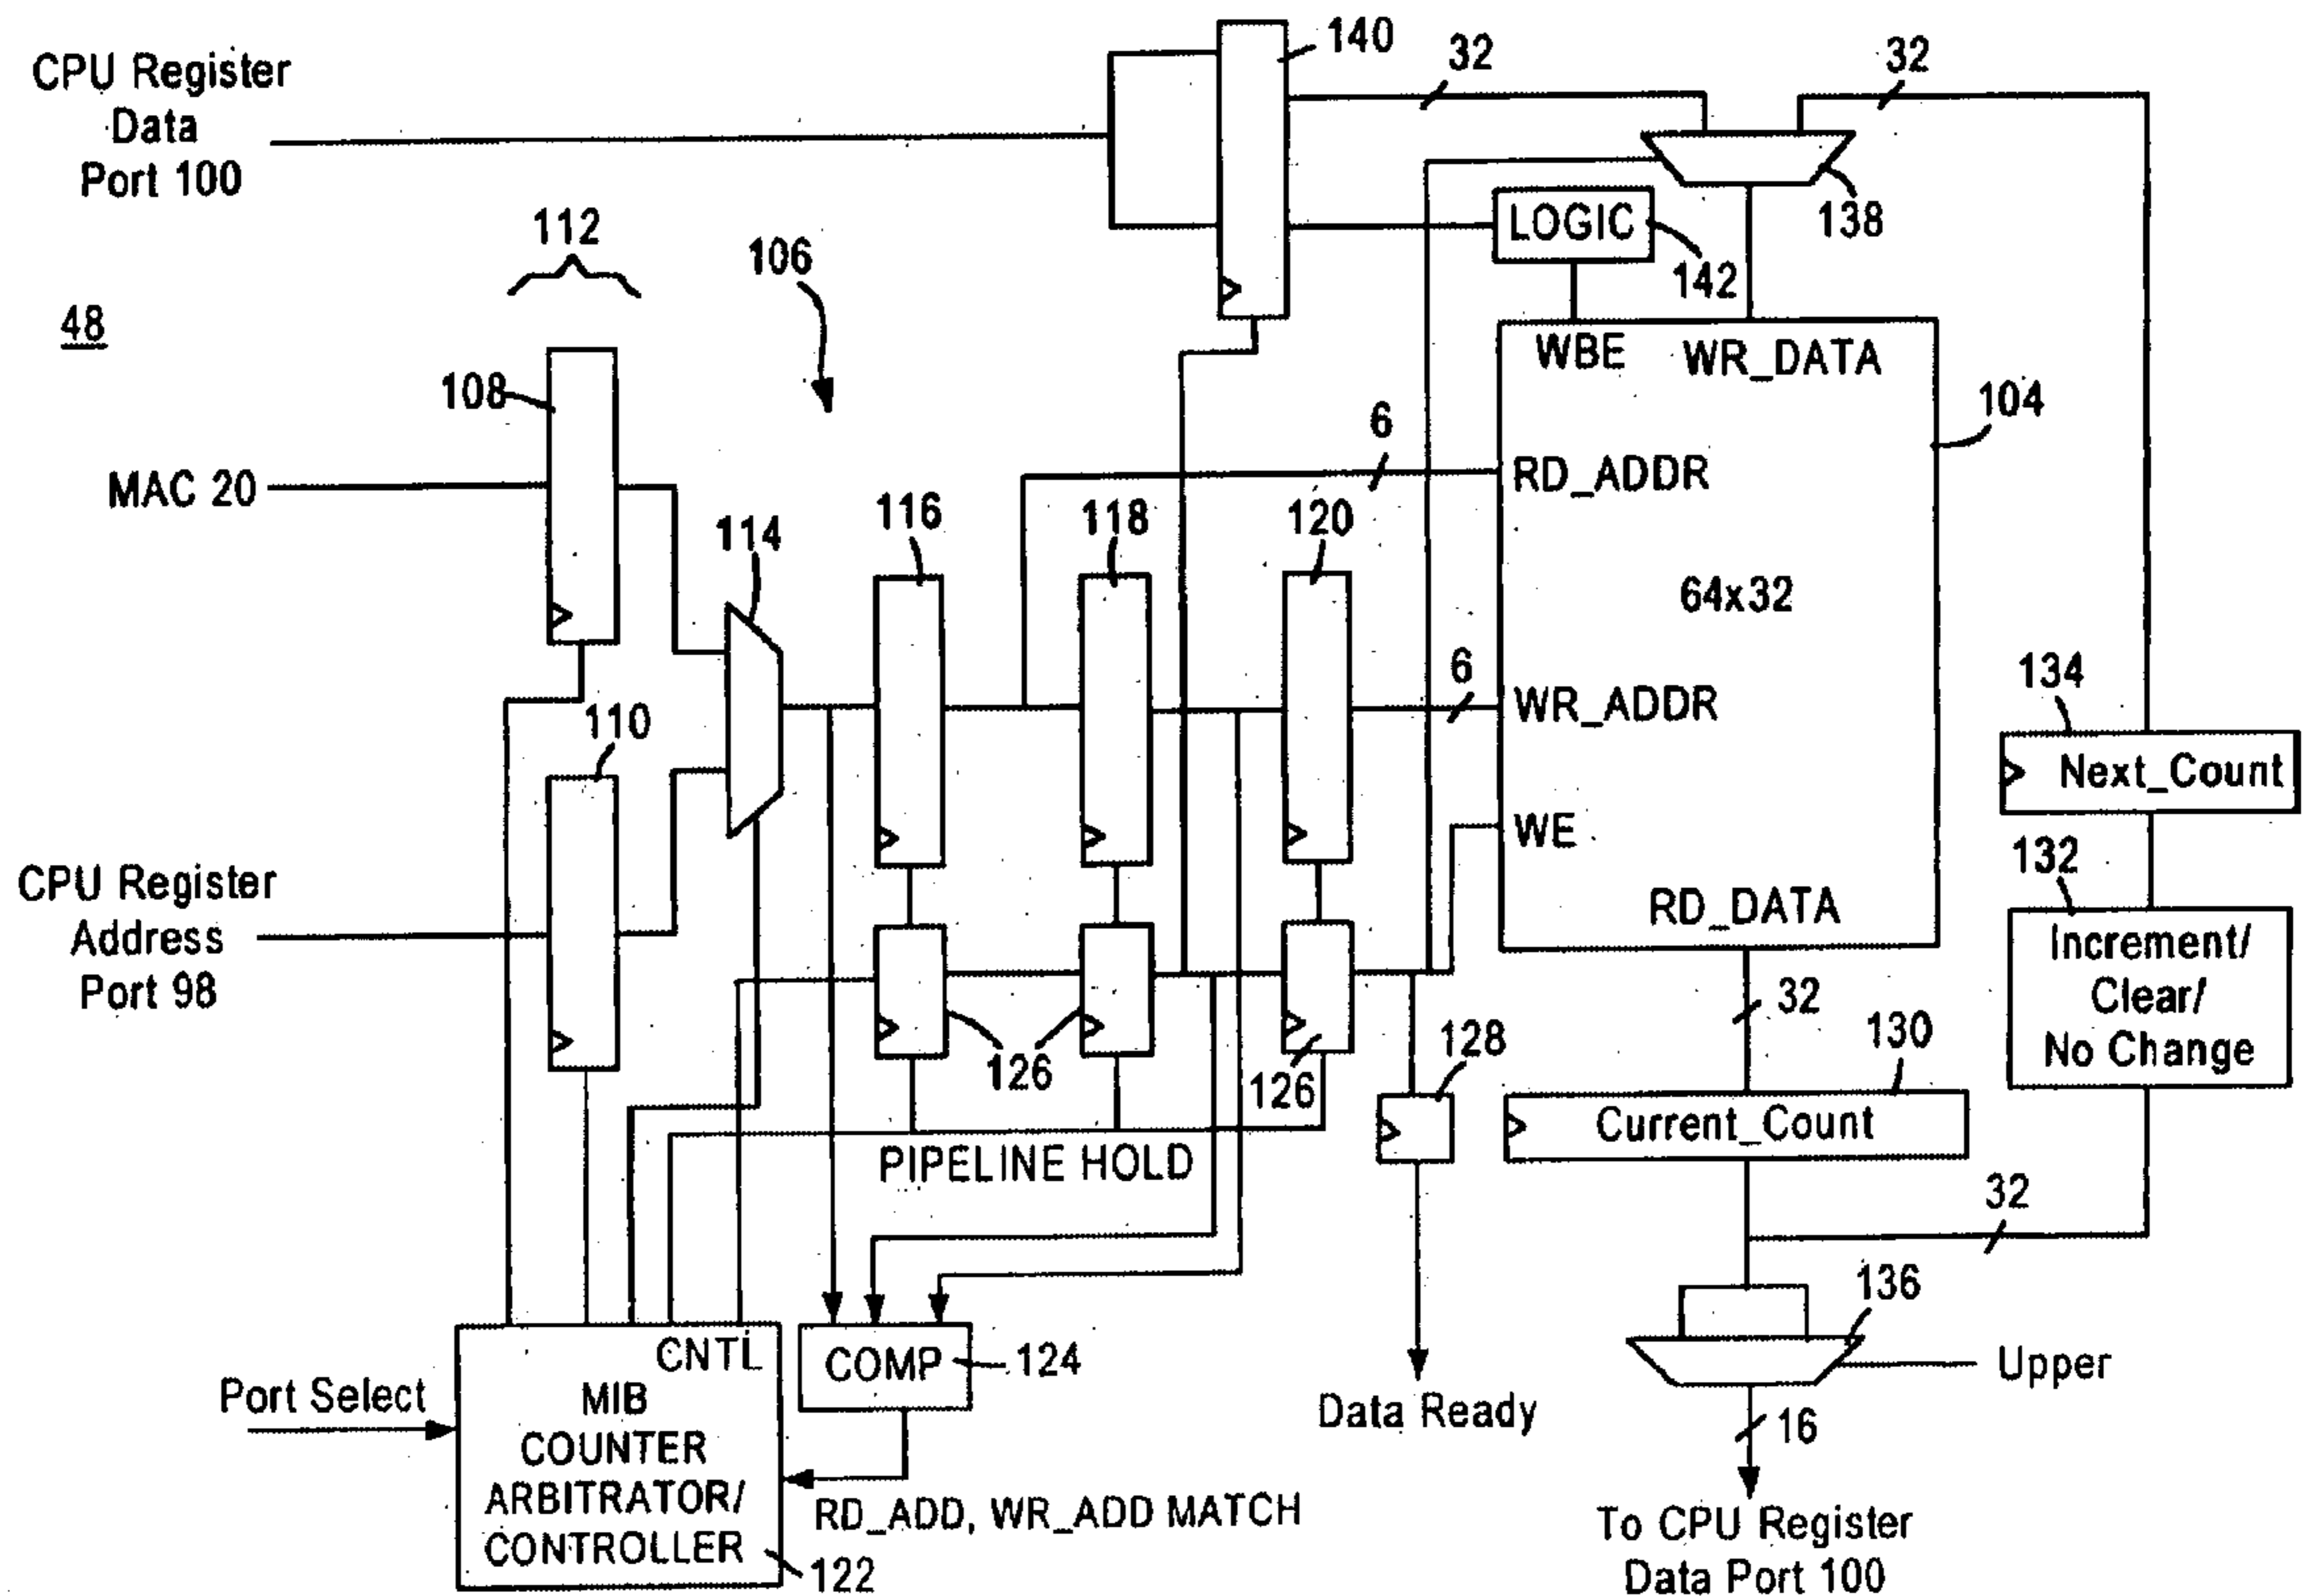 CPU Register
Data
Port 100
140
32
32
138
LOGIC
142
112
106
48
108
WBE
WR_DATA
104
6
RD_ADDR
MAC 20
116
118
120
114
64x32
6
WR_ADDR
134
110
Next_Count
WE
132
CPU Register
Address
Port 98
RD_DATA
Increment/
Clear/
No Change
32
126
126
128
130
Current_Count
PIPELINE HOLD
32
136
CNTL
COMP
124
Upper
Port Select
MIB
COUNTER
ARBITRATOR/
CONTROLLER
122
Data Ready
16
RD_ADD, WR_ADD MATCH
To CPU Register
Data Port 100